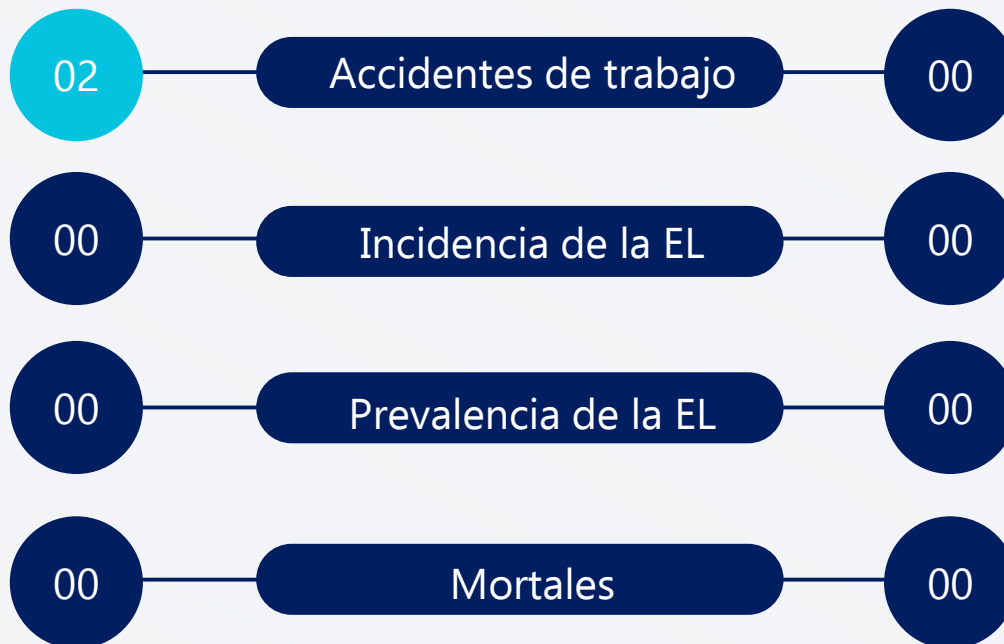 02 Accidentes de trabajo 00
00 Incidencia de la EL 00
00 Prevalencia de la EL 00
00 Mortales 00